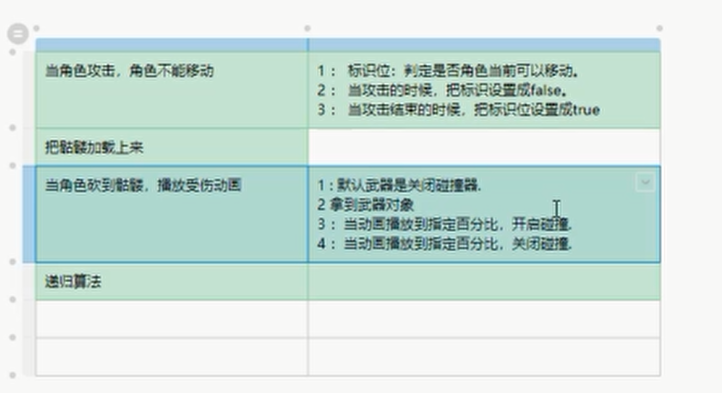 当角色攻击，角色不能移动
1： 标识位：判定是否角色当前可以移动。
2： 当攻击的时候，把标识设置成false。
3： 当攻击结束的时候，把标识位设置成true
把骷髅加载上来
当角色砍到骷髅，播放受伤动画
1：默认武器是关闭碰撞器.
2 拿到武器对象
3： 当动画播放到指定百分比，开启碰撞.
4： 当动画播放到指定百分比，关闭碰撞.
递归算法